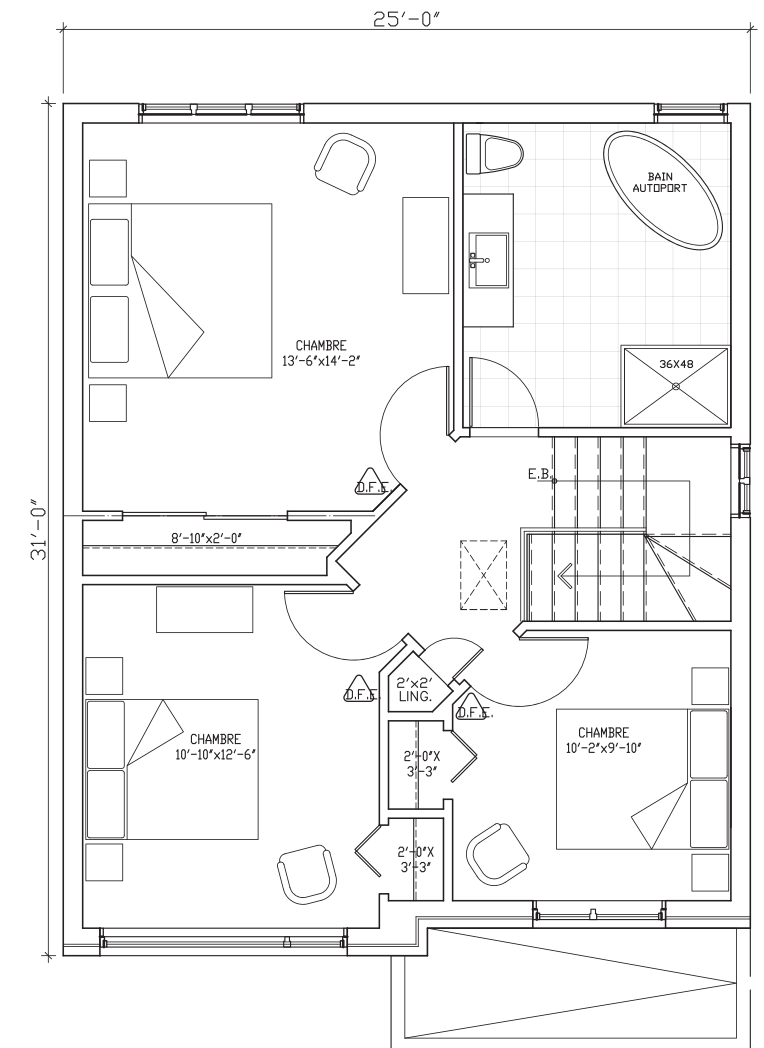 25'-0"
BAIN
AUTOPORT
CHAMBRE
13'-6"x14'-2"
36X48
E.B.
D.F.E.
31'-0"
8'-10"x2'-0"
2'x2'
LING.
D.F.E.
D.F.E.
CHAMBRE
10'-10"x12'-6"
2'-0"X
3'-3"
CHAMBRE
10'-2"x9'-10"
2'-0"X
3'-3"